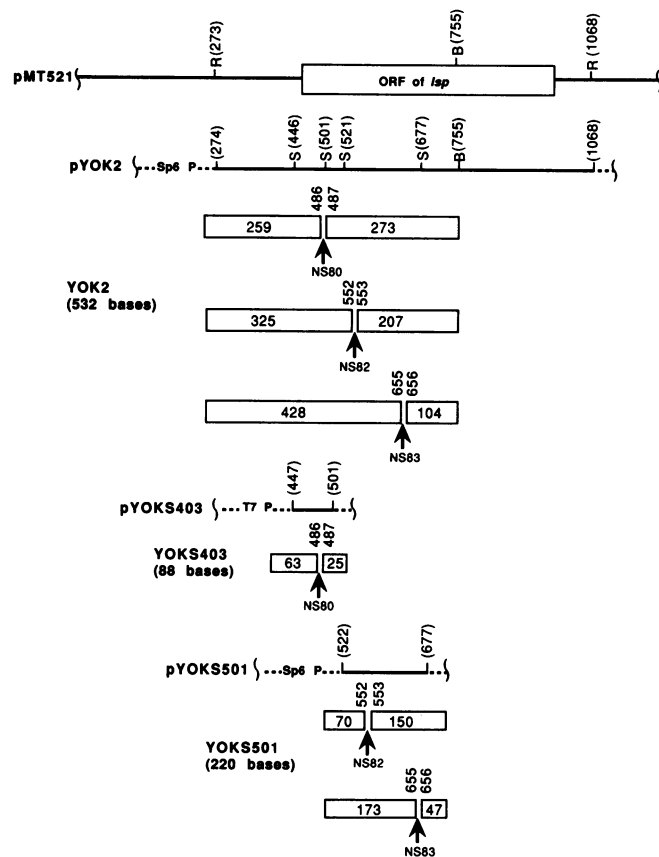 R(273)
B(755)
R(1068)
pMT521
ORF of lsp
(274)
S(446)
S(501)
S(521)
S(677)
B(755)
(1068)
pYOK2
Sp6 P
486
487
259
273
NS80
YOK2
(532 bases)
552
553
325
207
NS82
655
656
428
104
NS83
(447)
(501)
pYOKS403
T7 P
486
487
YOKS403
(88 bases)
63
25
NS80
(522)
(677)
pYOKS501
Sp6 P
552
553
70
150
NS82
YOKS501
(220 bases)
655
656
173
47
NS83